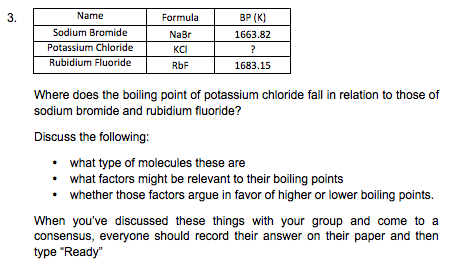 3.
Name Formula BP (K)
Sodium Bromide NaBr 1663.82
Potassium Chloride KCl ?
Rubidium Fluoride RbF 1683.15
Where does the boiling point of potassium chloride fall in relation to those of
sodium bromide and rubidium fluoride?
Discuss the following:
• what type of molecules these are
• what factors might be relevant to their boiling points
• whether those factors argue in favor of higher or lower boiling points.
When you've discussed these things with your group and come to a
consensus, everyone should record their answer on their paper and then
type “Ready”